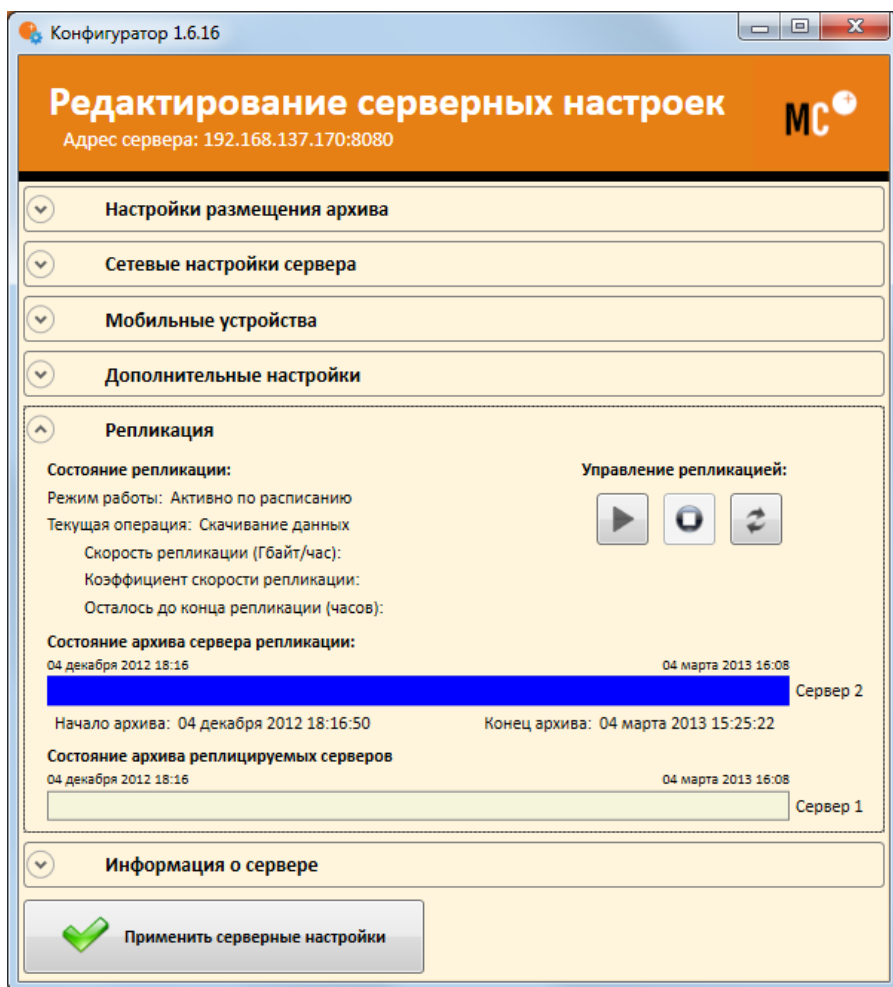 Конфигуратор 1.6.16
Редактирование серверных настроек
Адрес сервера: 192.168.137.170:8080
МС+
Настройки размещения архива
Сетевые настройки сервера
Мобильные устройства
Дополнительные настройки
Репликация
Состояние репликации:
Управление репликацией:
Режим работы: Активно по расписанию
Текущая операция: Скачивание данных
Скорость репликации (Гбайт/час):
Коэффициент скорости репликации:
Осталось до конца репликации (часов):
Состояние архива сервера репликации:
04 декабря 2012 18:16 04 марта 2013 16:08
Сервер 2
Начало архива: 04 декабря 2012 18:16:50 Конец архива: 04 марта 2013 15:25:22
Состояние архива реплицируемых серверов
04 декабря 2012 18:16 04 марта 2013 16:08
Сервер 1
Информация о сервере
Применить серверные настройки